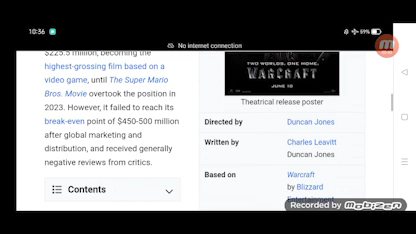 10:36
59%
No internet connection
$225.5 million, becoming the
highest-grossing film based on a
video game, until The Super Mario
Bros. Movie overtook the position in
2023. However, it failed to reach its
break-even point of $450-500 million
after global marketing and
distribution, and received generally
negative reviews from critics.
Contents
TWO WORLDS. ONE HOME.
WARCRAFT
JUNE 10
Theatrical release poster
Directed by Duncan Jones
Written by Charles Leavitt
Duncan Jones
Based on Warcraft
by Blizzard
Entertainment
Recorded by Mobizen